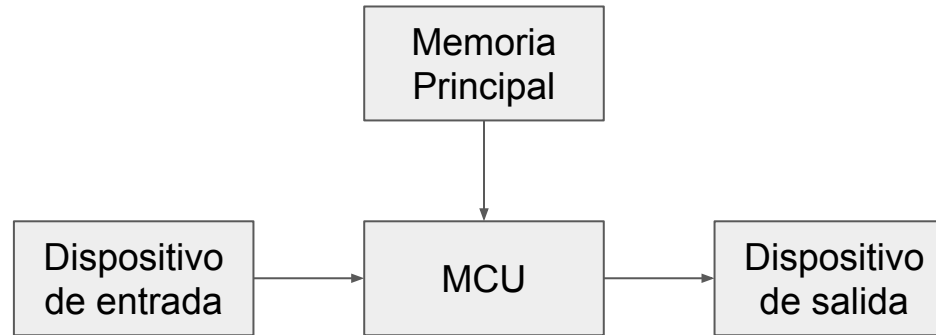 Memoria
Principal
Dispositivo
de entrada
MCU
Dispositivo
de salida